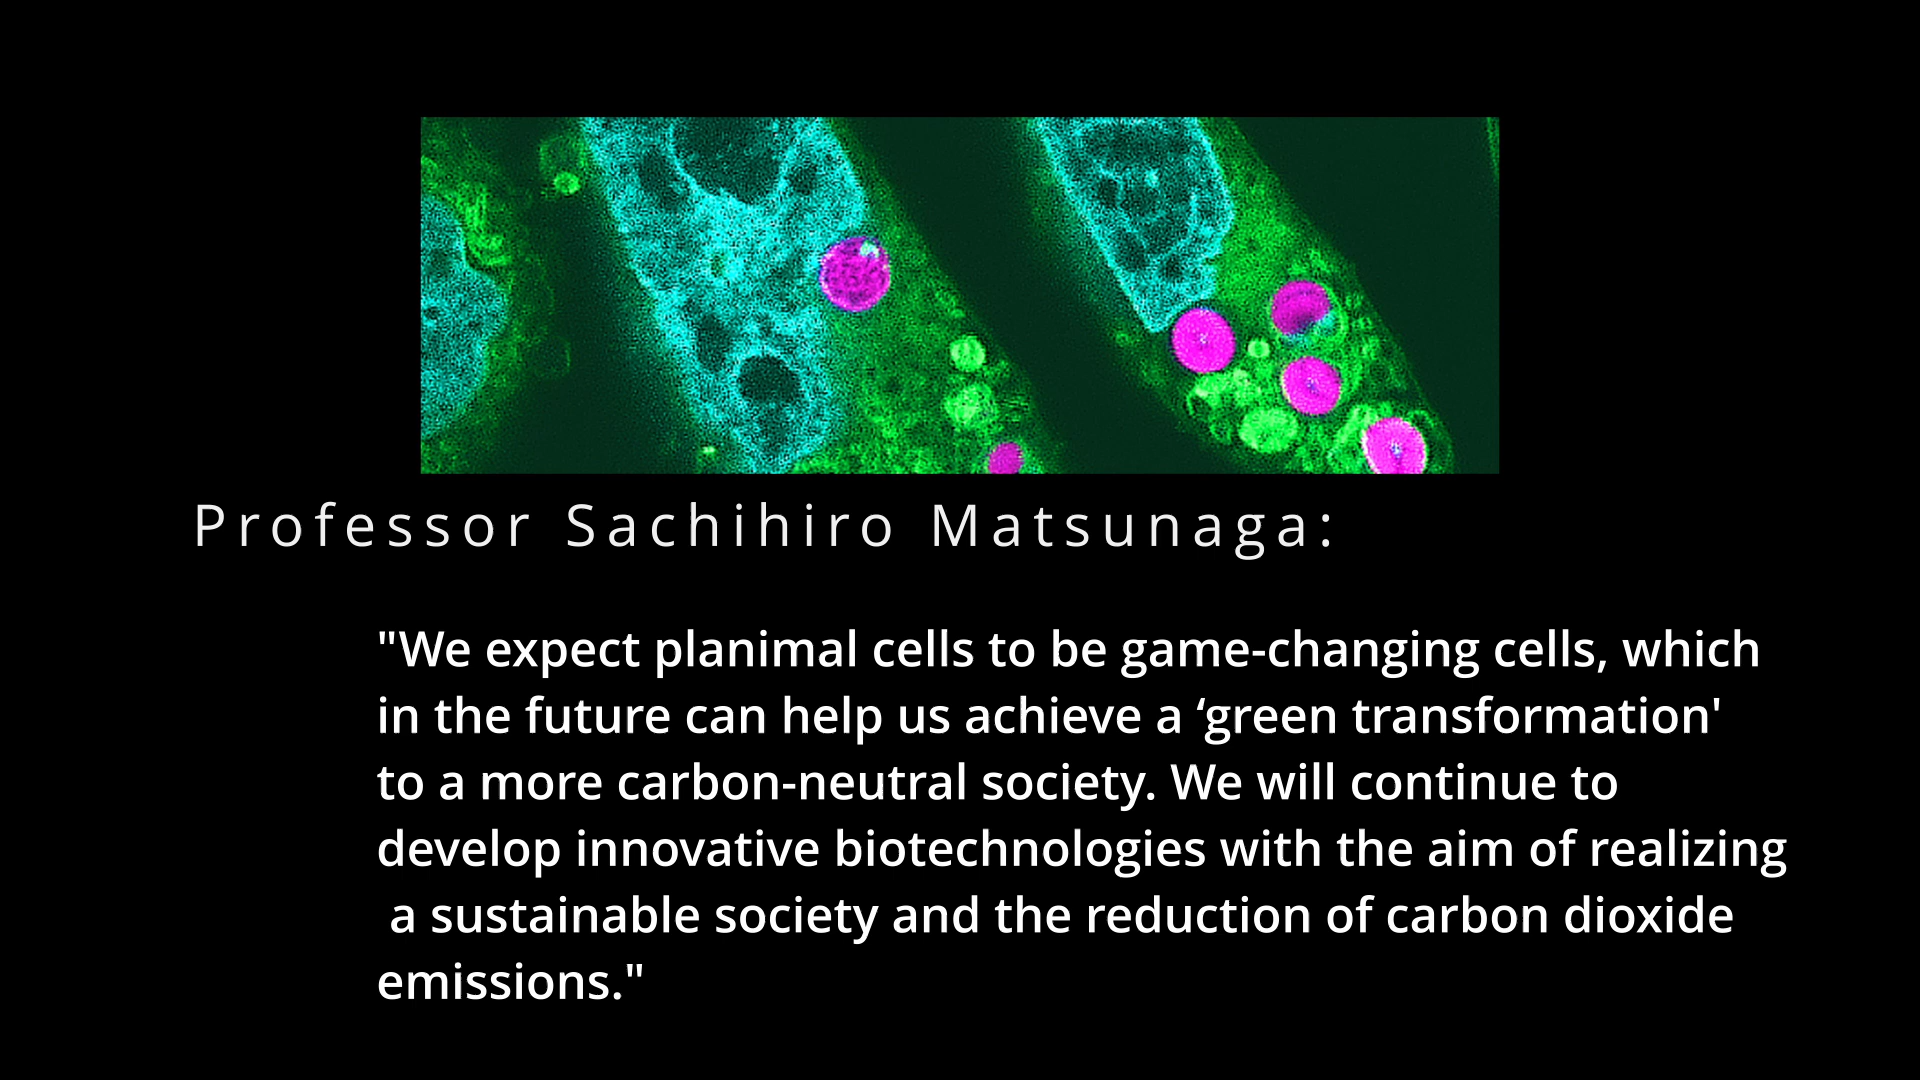 Professor Sachihiro Matsunaga:
"We expect planimal cells to be game-changing cells, which
in the future can help us achieve a ‘green transformation'
to a more carbon-neutral society. We will continue to
develop innovative biotechnologies with the aim of realizing
a sustainable society and the reduction of carbon dioxide
emissions."